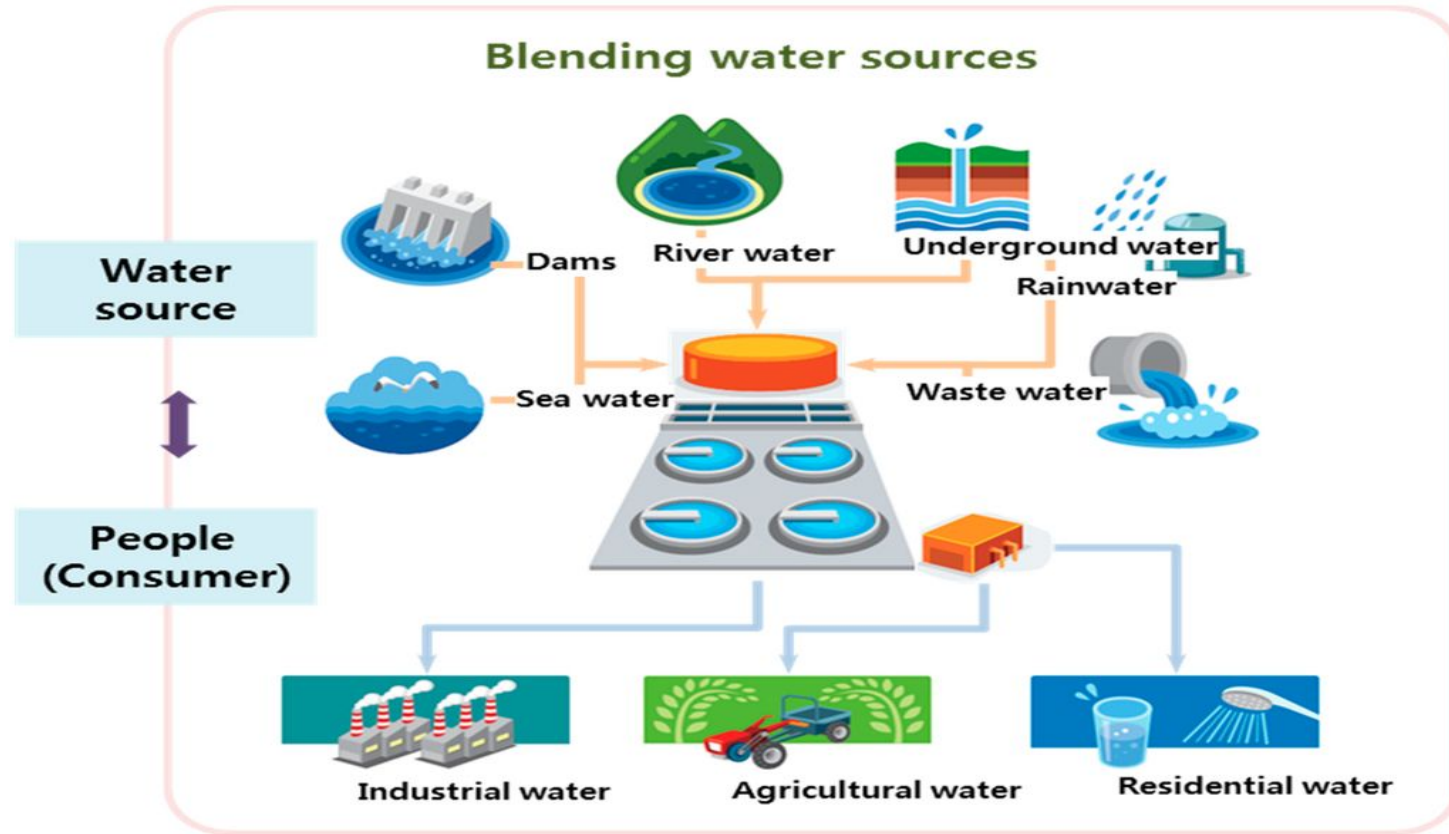 Blending water sources
Water
source
Dams
River water
Underground water
Rainwater
Sea water
Waste water
People
(Consumer)
Industrial water
Agricultural water
Residential water